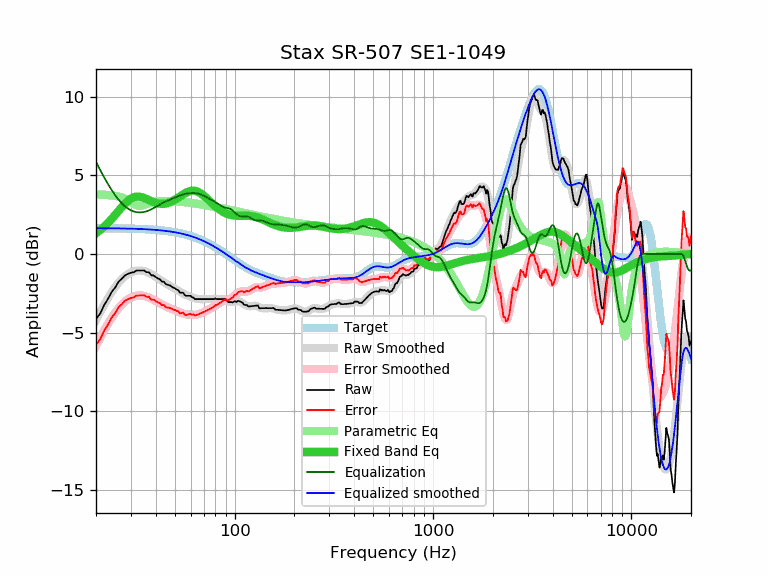 Stax SR-507 SE1-1049
10
5
0
−5
−10
−15
Amplitude (dBr)
Target
Raw Smoothed
Error Smoothed
Raw
Error
Parametric Eq
Fixed Band Eq
Equalization
Equalized smoothed
100
1000
10000
Frequency (Hz)